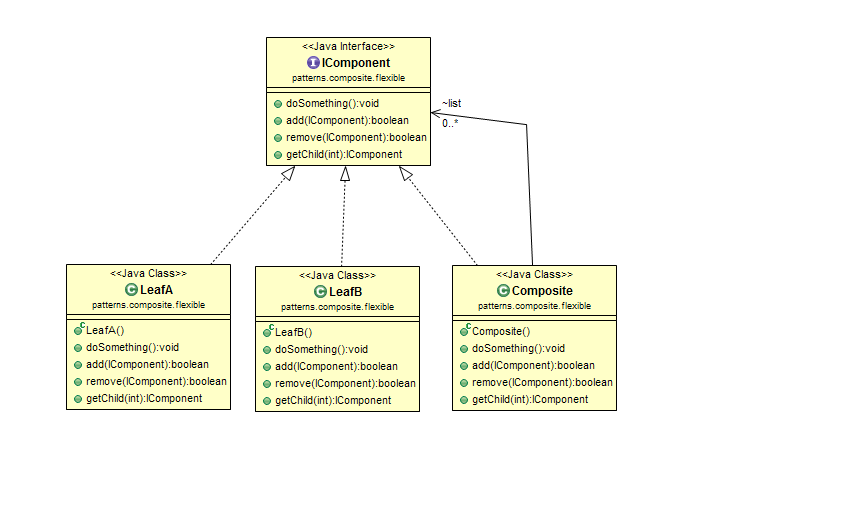 <<Java Interface>>
IComponent
patterns.composite.flexible
doSomething():void
add(IComponent):boolean
remove(IComponent):boolean
getChild(int):IComponent
~list
0..*
<<Java Class>>
LeafA
patterns.composite.flexible
LeafA()
doSomething():void
add(IComponent):boolean
remove(IComponent):boolean
getChild(int):IComponent
<<Java Class>>
LeafB
patterns.composite.flexible
LeafB()
doSomething():void
add(IComponent):boolean
remove(IComponent):boolean
getChild(int):IComponent
<<Java Class>>
Composite
patterns.composite.flexible
Composite()
doSomething():void
add(IComponent):boolean
remove(IComponent):boolean
getChild(int):IComponent